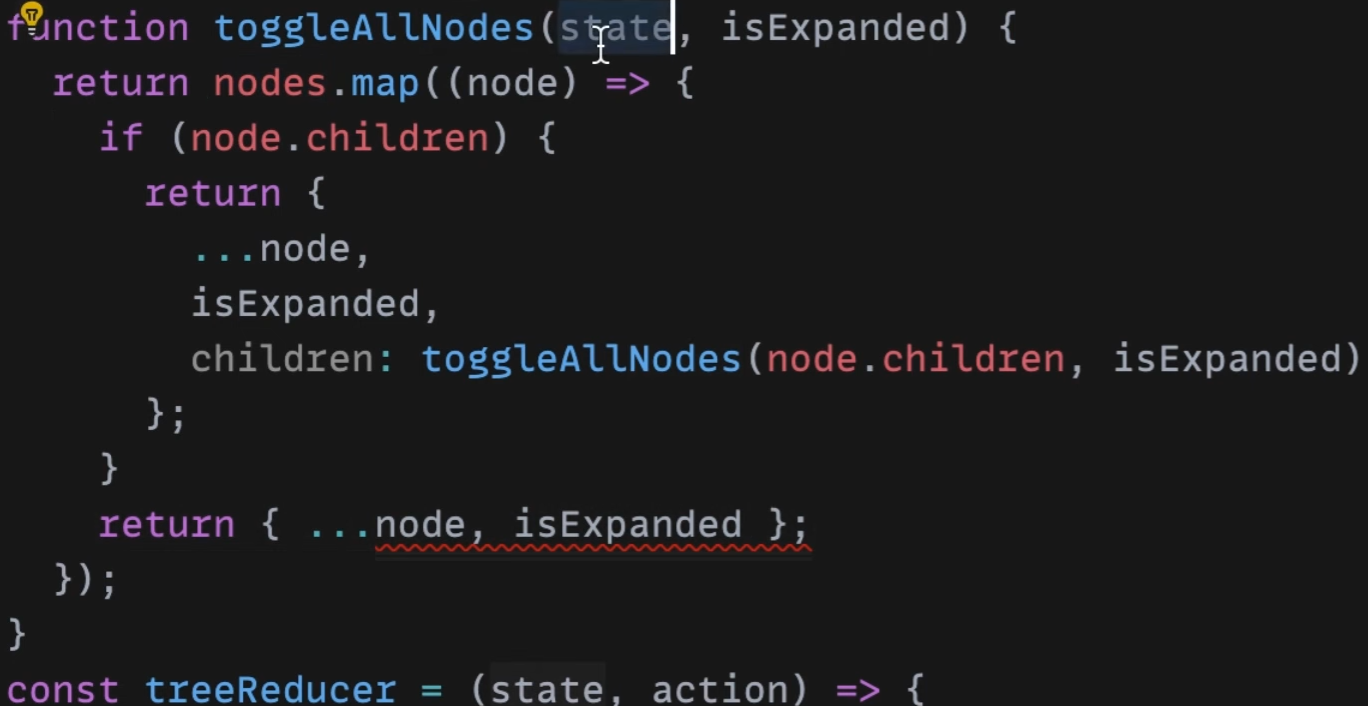 function toggleAllNodes(state, isExpanded) {
return nodes.map((node) => {
if (node.children) {
return {
...node,
isExpanded,
children: toggleAllNodes(node.children, isExpanded)
};
}
return { ...node, isExpanded };
});
}
const treeReducer = (state, action) => {